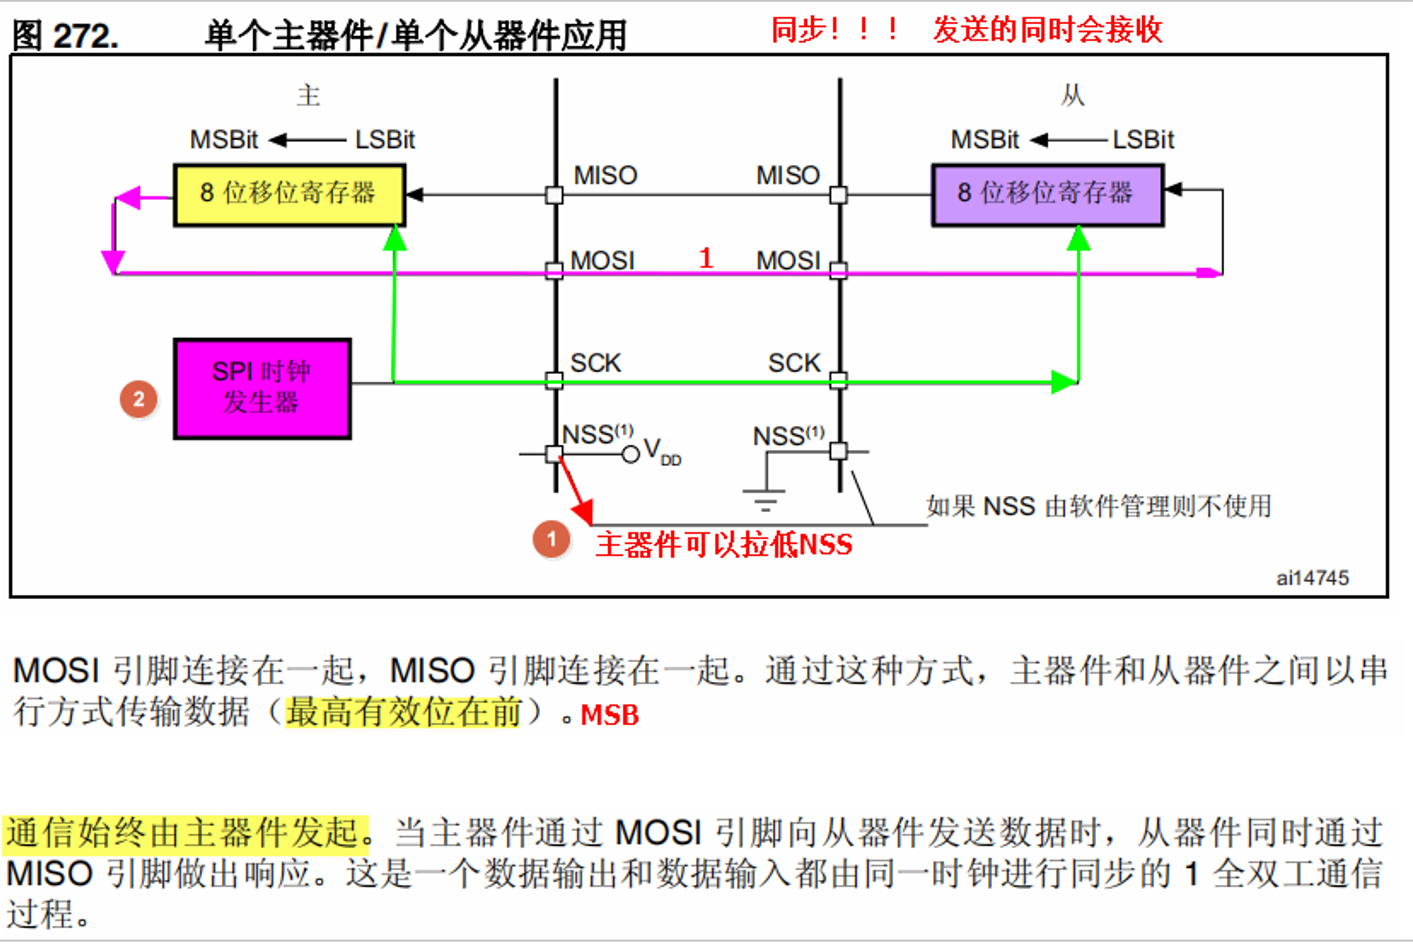 图 272. 单个主器件/单个从器件应用 同步！！！ 发送的同时会接收
主 从
MSBit LSBit MSBit LSBit
8 位移位寄存器 MISO MISO 8 位移位寄存器
MOSI 1 MOSI
SPI 时钟
发生器
2
SCK SCK
NSS(1) VDD NSS(1)
如果 NSS 由软件管理则不使用
1 主器件可以拉低NSS
ai14745
MOSI 引脚连接在一起，MISO 引脚连接在一起。通过这种方式，主器件和从器件之间以串
行方式传输数据（最高有效位在前）。MSB
通信始终由主器件发起。当主器件通过 MOSI 引脚向从器件发送数据时，从器件同时通过
MISO 引脚做出响应。这是一个数据输出和数据输入都由同一时钟进行同步的 1 全双工通信
过程。